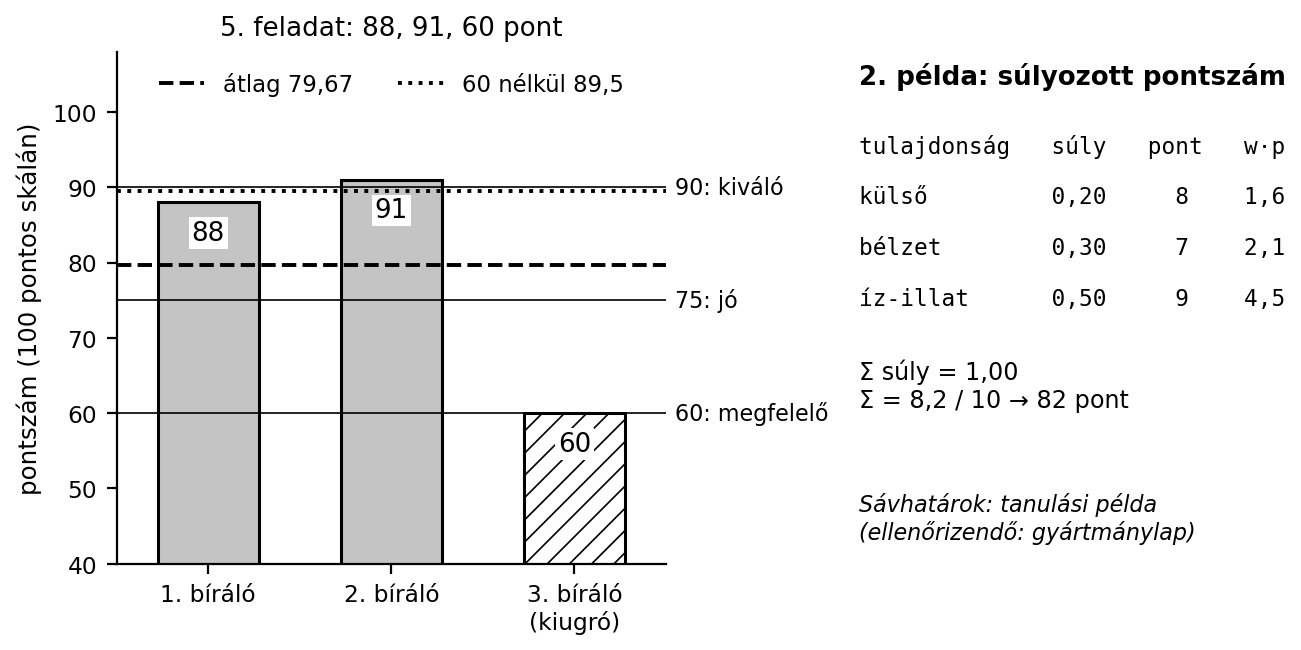 5. feladat: 88, 91, 60 pont
átlag 79,67
60 nélkül 89,5
pontszám (100 pontos skálán)
100
90
80
70
60
50
40
88
91
60
90: kiváló
75: jó
60: megfelelő
1. bíráló
2. bíráló
3. bíráló
(kiugró)
2. példa: súlyozott pontszám
tulajdonság súly pont w·p
külső 0,20 8 1,6
bélzet 0,30 7 2,1
íz-illat 0,50 9 4,5
Σ súly = 1,00
Σ = 8,2 / 10 → 82 pont
Sávhatárok: tanulási példa
(ellenőrizendő: gyártmánylap)